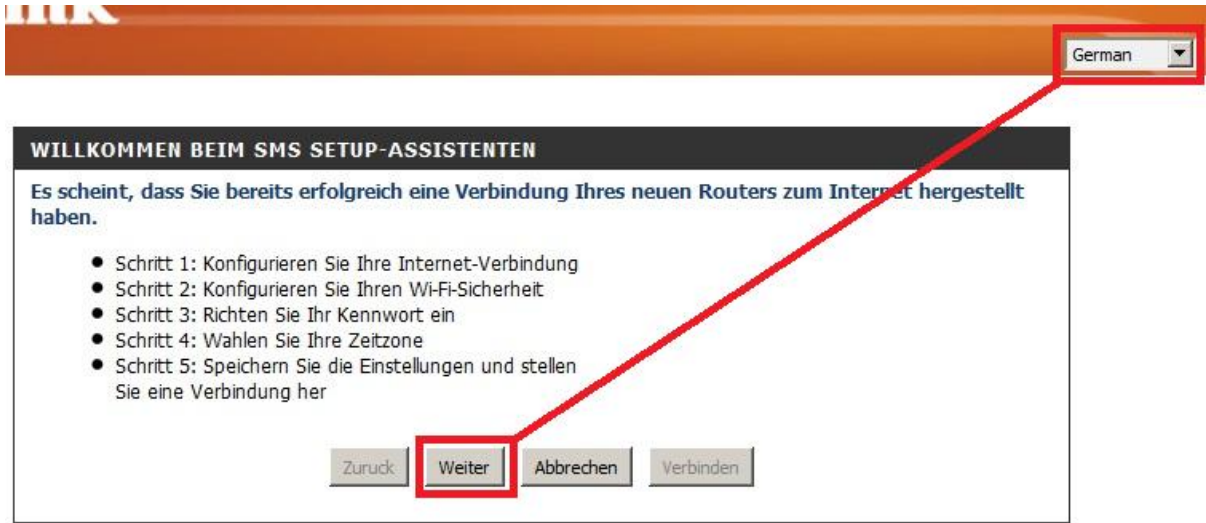 German
WILLKOMMEN BEIM SMS SETUP-ASSISTENTEN
Es scheint, dass Sie bereits erfolgreich eine Verbindung Ihres neuen Routers zum Internet hergestellt
haben.
Schritt 1: Konfigurieren Sie Ihre Internet-Verbindung
Schritt 2: Konfigurieren Sie Ihren Wi-Fi-Sicherheit
Schritt 3: Richten Sie Ihr Kennwort ein
Schritt 4: Wahlen Sie Ihre Zeitzone
Schritt 5: Speichern Sie die Einstellungen und stellen
Sie eine Verbindung her
Zuruck Weiter Abbrechen Verbinden